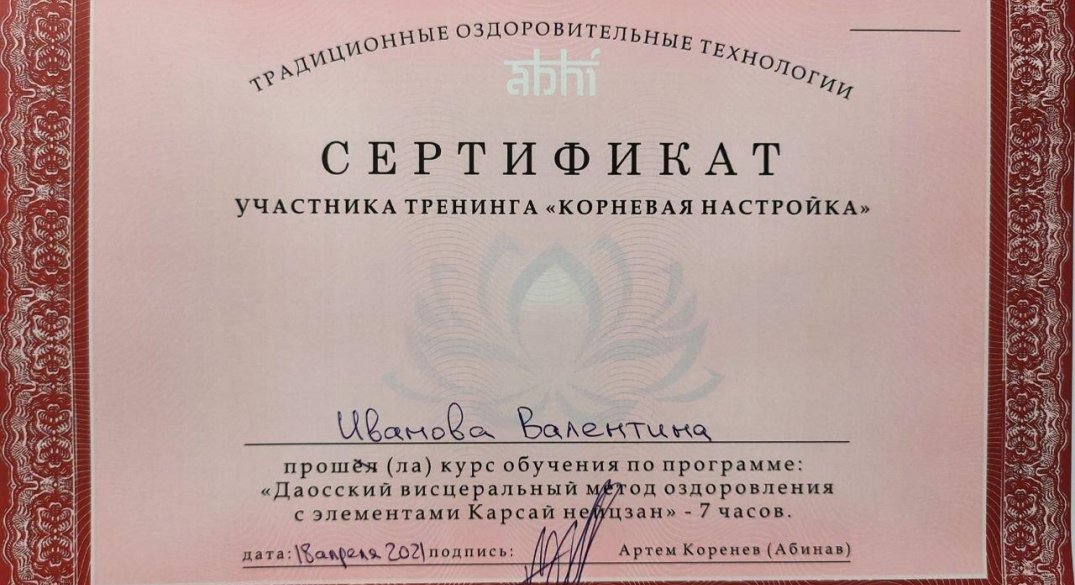 ТРАДИЦИОННЫЕ ОЗДОРОВИТЕЛЬНЫЕ ТЕХНОЛОГИИ
abhi
СЕРТИФИКАТ
УЧАСТНИКА ТРЕНИНГА «КОРНЕВАЯ НАСТРОЙКА»
Иванова Валентина
прошёл (ла) курс обучения по программе:
«Даосский висцеральный метод оздоровления
с элементами Карсай нейцзан» - 7 часов.
дата: 18 апреля 2021 подпись: Артем Коренев (Абинав)